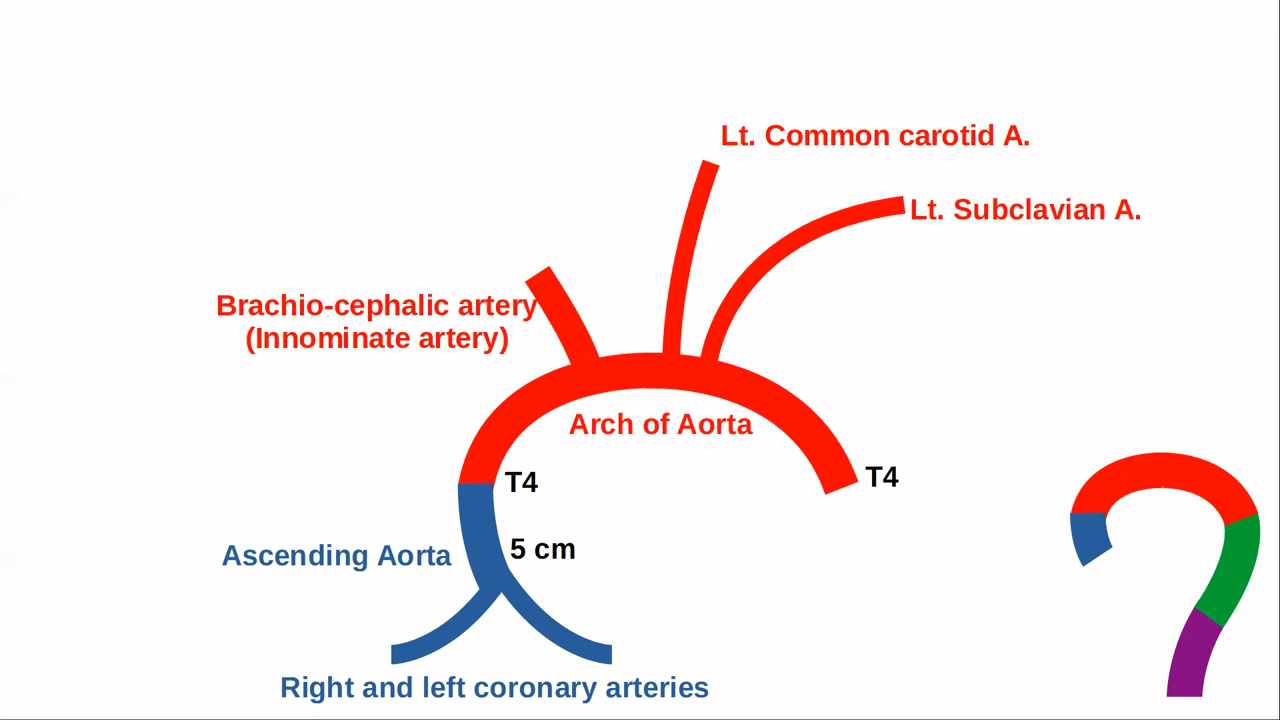 Lt. Common carotid A.
Lt. Subclavian A.
Brachio-cephalic artery
(Innominate artery)
Arch of Aorta
T4
T4
5 cm
Ascending Aorta
Right and left coronary arteries